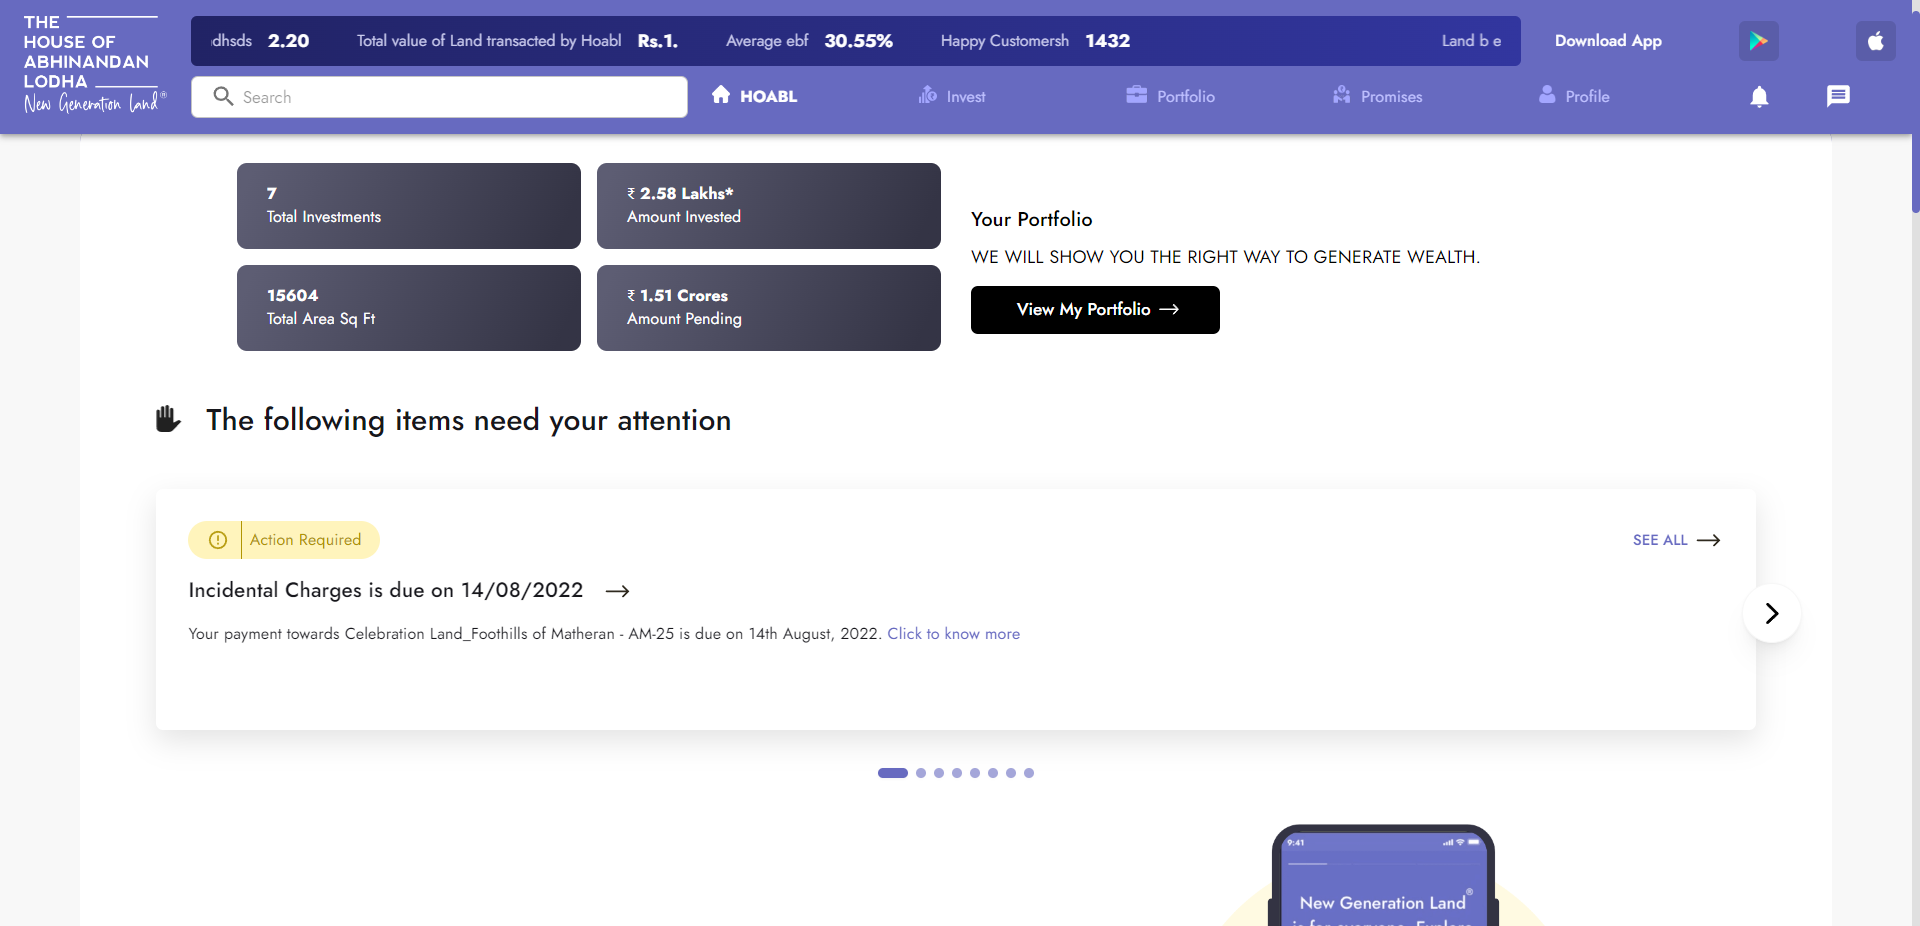 THE
HOUSE OF
ABHINANDAN
LODHA
New Generation Land®
dhsds 2.20 Total value of Land transacted by Hoabl Rs.1. Average ebf 30.55% Happy Customersh 1432 Land b e
Download App
Search
HOABL
Invest
Portfolio
Promises
Profile
7
Total Investments
₹ 2.58 Lakhs*
Amount Invested
15604
Total Area Sq Ft
₹ 1.51 Crores
Amount Pending
Your Portfolio
WE WILL SHOW YOU THE RIGHT WAY TO GENERATE WEALTH.
View My Portfolio →
The following items need your attention
Action Required
SEE ALL →
Incidental Charges is due on 14/08/2022 →
Your payment towards Celebration Land_Foothills of Matheran - AM-25 is due on 14th August, 2022. Click to know more
9:41
New Generation Land®
is for everyone. Explore